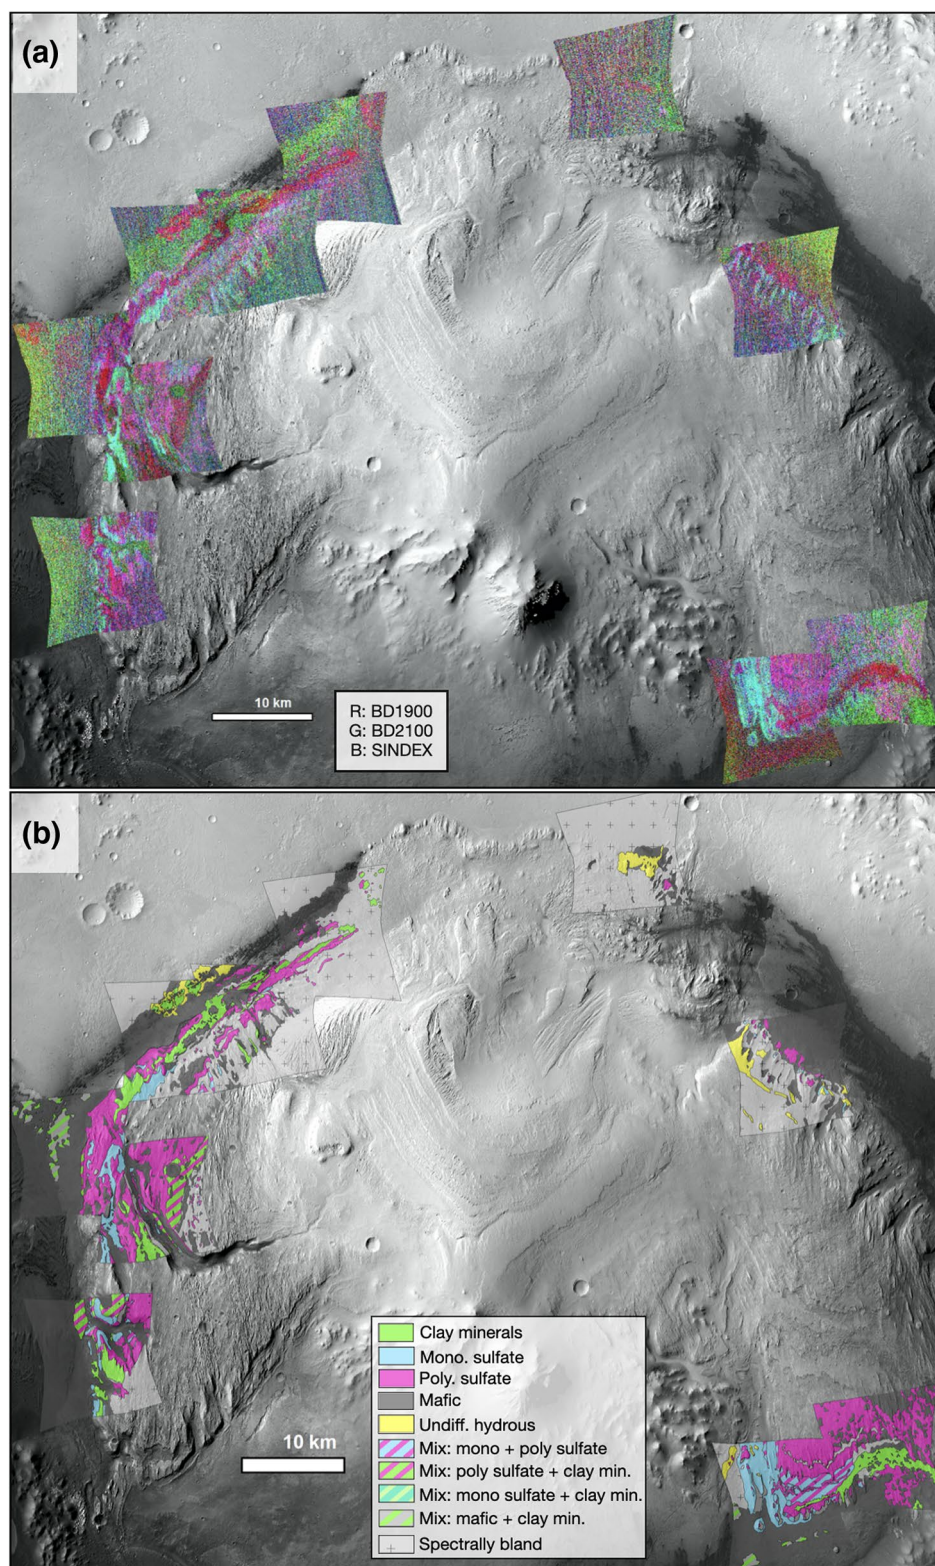 (a)
10 km
R: BD1900
G: BD2100
B: SINDEX
(b)
Clay minerals
Mono. sulfate
Poly. sulfate
Mafic
Undiff. hydrous
Mix: mono + poly sulfate
Mix: poly sulfate + clay min.
Mix: mono sulfate + clay min.
Mix: mafic + clay min.
Spectrally bland
10 km